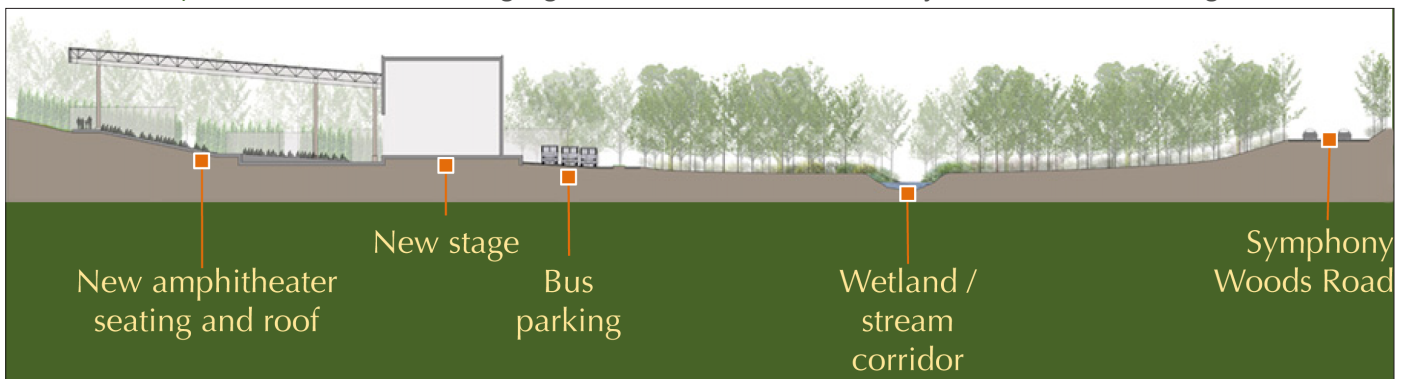 New stage
Symphony
Woods Road
New amphitheater
seating and roof
Bus
parking
Wetland /
stream
corridor